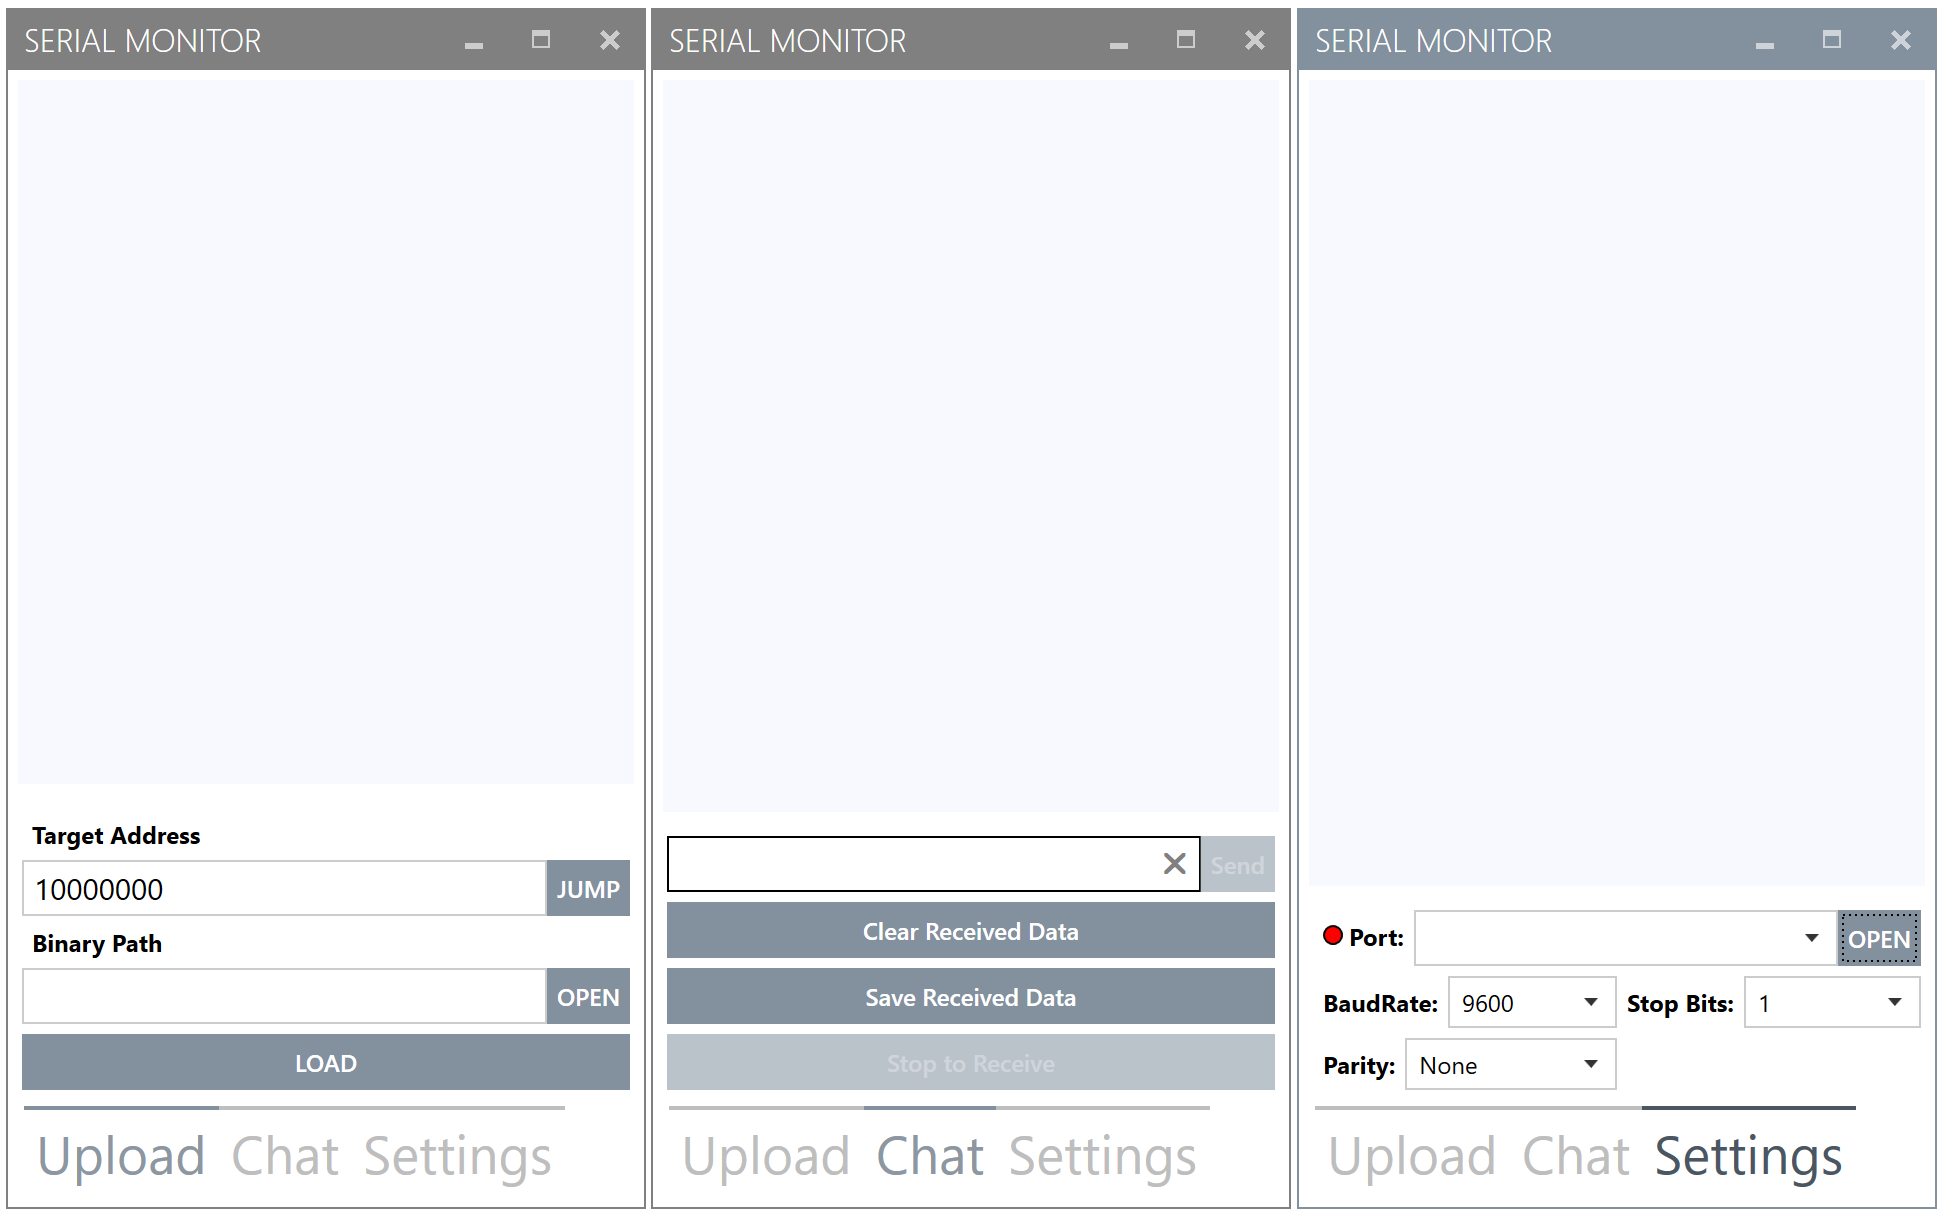 SERIAL MONITOR
Target Address
10000000 JUMP
Binary Path
OPEN
LOAD
Upload Chat Settings
SERIAL MONITOR
Send
Clear Received Data
Save Received Data
Stop to Receive
Upload Chat Settings
SERIAL MONITOR
Port: OPEN
BaudRate: 9600 Stop Bits: 1
Parity: None
Upload Chat Settings